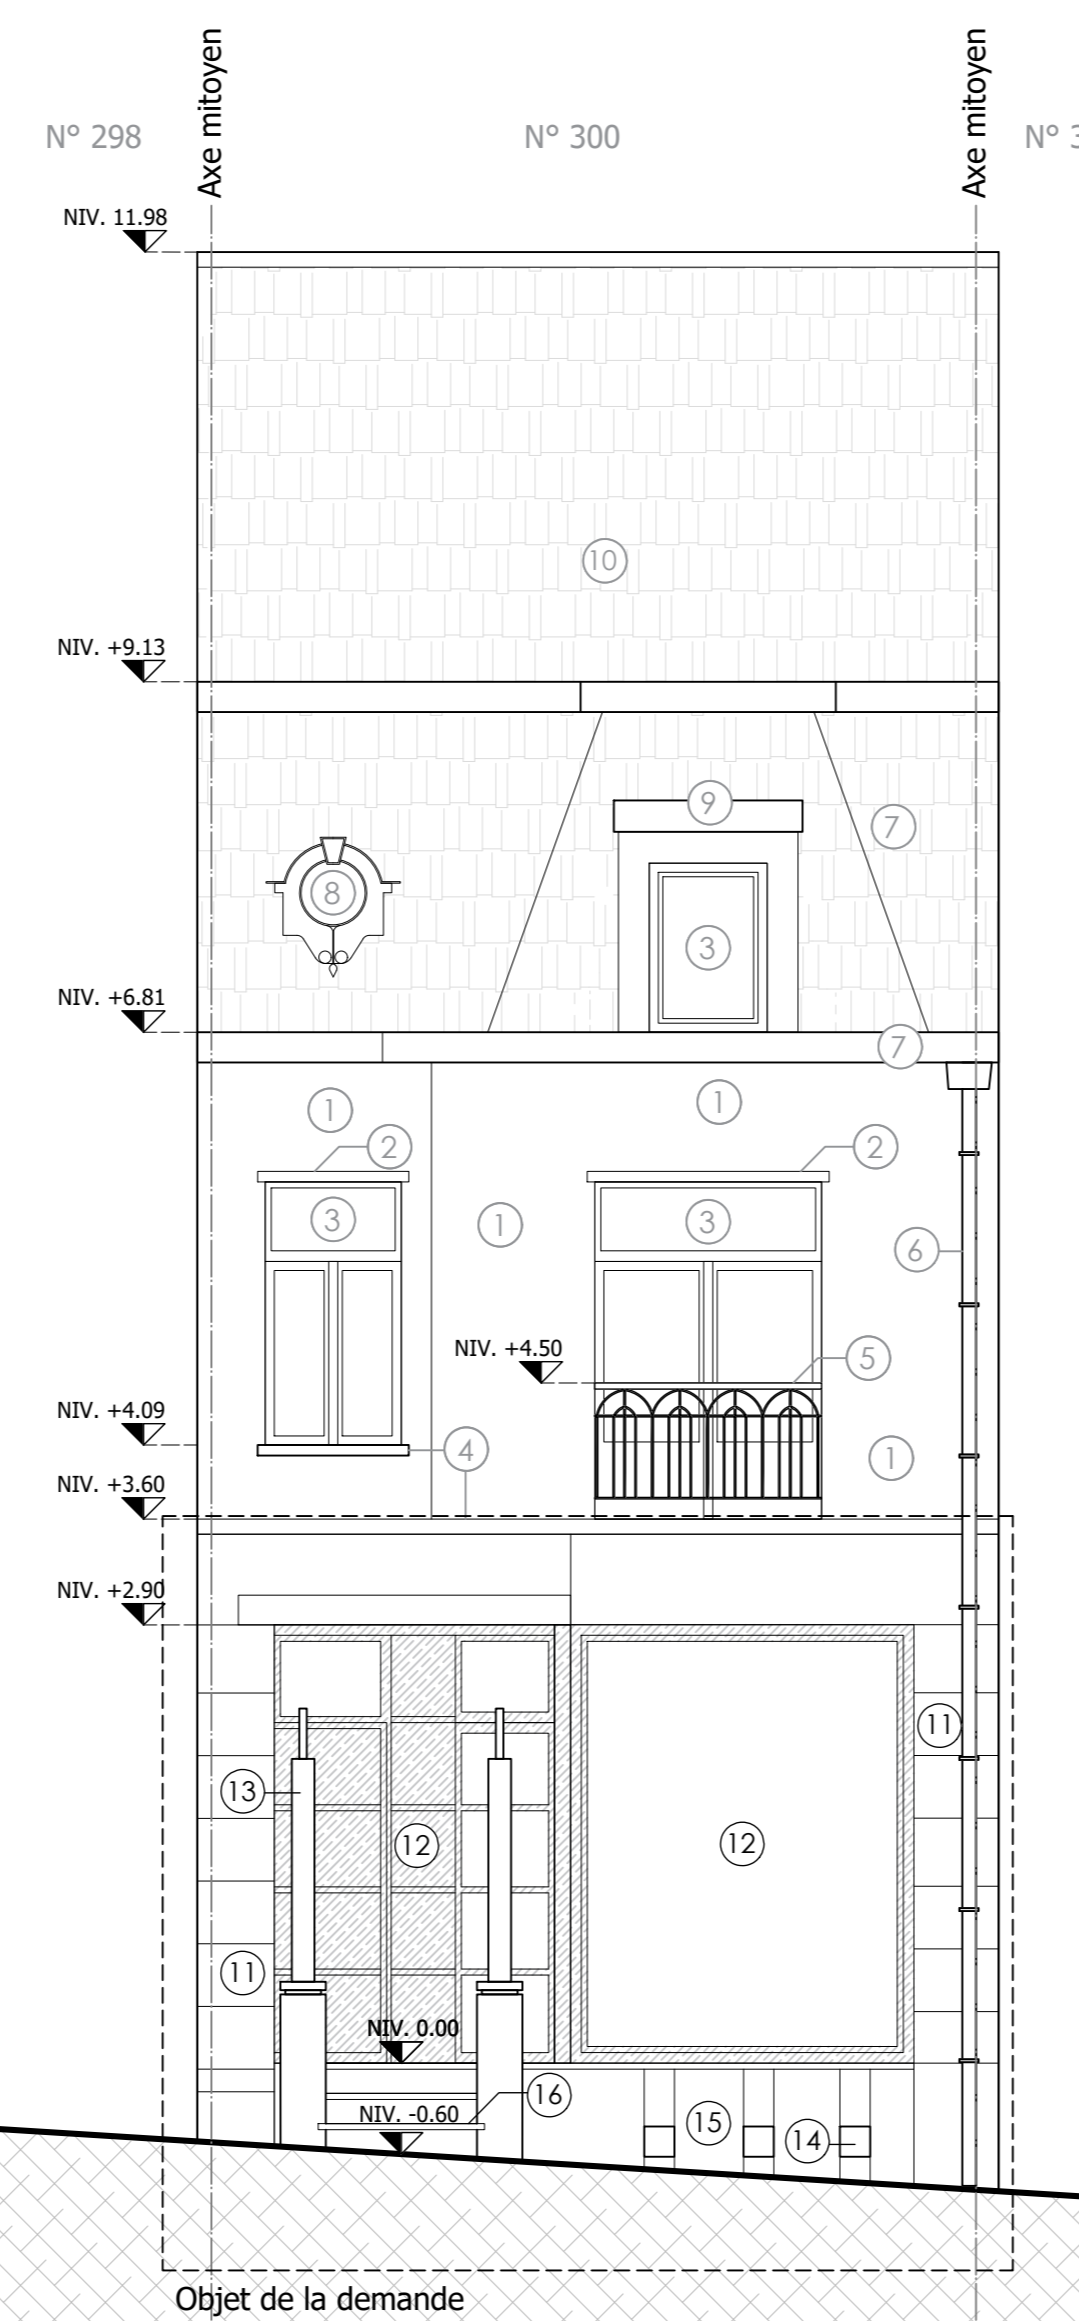 Axe mitoyen
Axe mitoyen
N° 298
N° 300
N° 3
NIV. 11.98
10
NIV. +9.13
9
7
8
3
NIV. +6.81
7
1
1
2
2
3
3
1
6
NIV. +4.50
5
NIV. +4.09
4
1
NIV. +3.60
NIV. +2.90
11
13
12
12
11
NIV. 0.00
16
NIV. -0.60
15
14
Objet de la demande